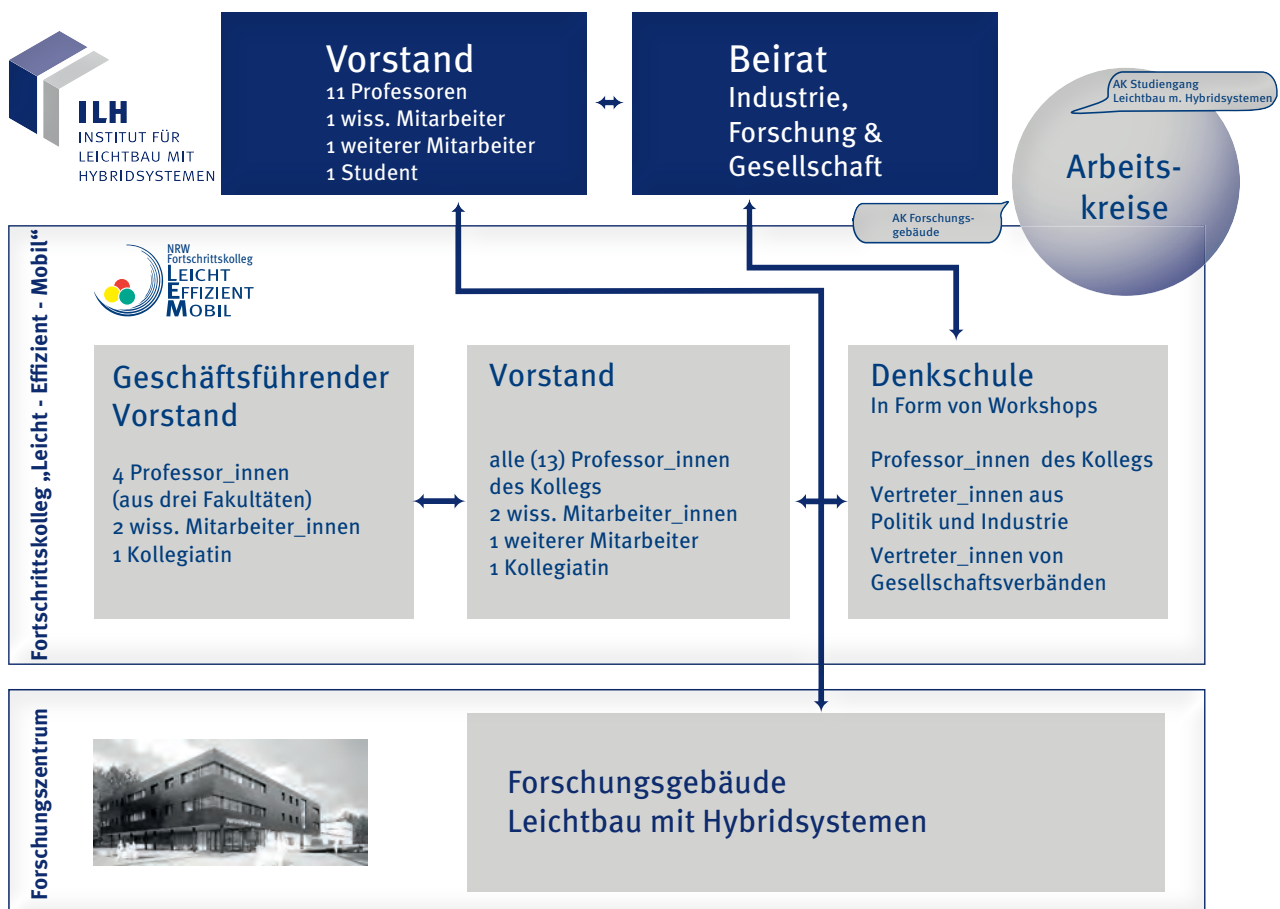 ILH
INSTITUT FÜR
LEICHTBAU MIT
HYBRIDSYSTEMEN
Vorstand
11 Professoren
1 wiss. Mitarbeiter
1 weiterer Mitarbeiter
1 Student
Beirat
Industrie,
Forschung &
Gesellschaft
AK Studiengang
Leichtbau m. Hybridsystemen
Arbeits-
kreise
AK Forschungs-
gebäude
Fortschrittskolleg „Leicht - Effizient - Mobil“
NRW
Fortschrittskolleg
LEICHT
EFFIZIENT
MOBIL
Geschäftsführender
Vorstand
4 Professor_innen
(aus drei Fakultäten)
2 wiss. Mitarbeiter_innen
1 Kollegiatin
Vorstand
alle (13) Professor_innen
des Kollegs
2 wiss. Mitarbeiter_innen
1 weiterer Mitarbeiter
1 Kollegiatin
Denkschule
In Form von Workshops
Professor_innen des Kollegs
Vertreter_innen aus
Politik und Industrie
Vertreter_innen von
Gesellschaftsverbänden
Forschungszentrum
Forschungsgebäude
Leichtbau mit Hybridsystemen